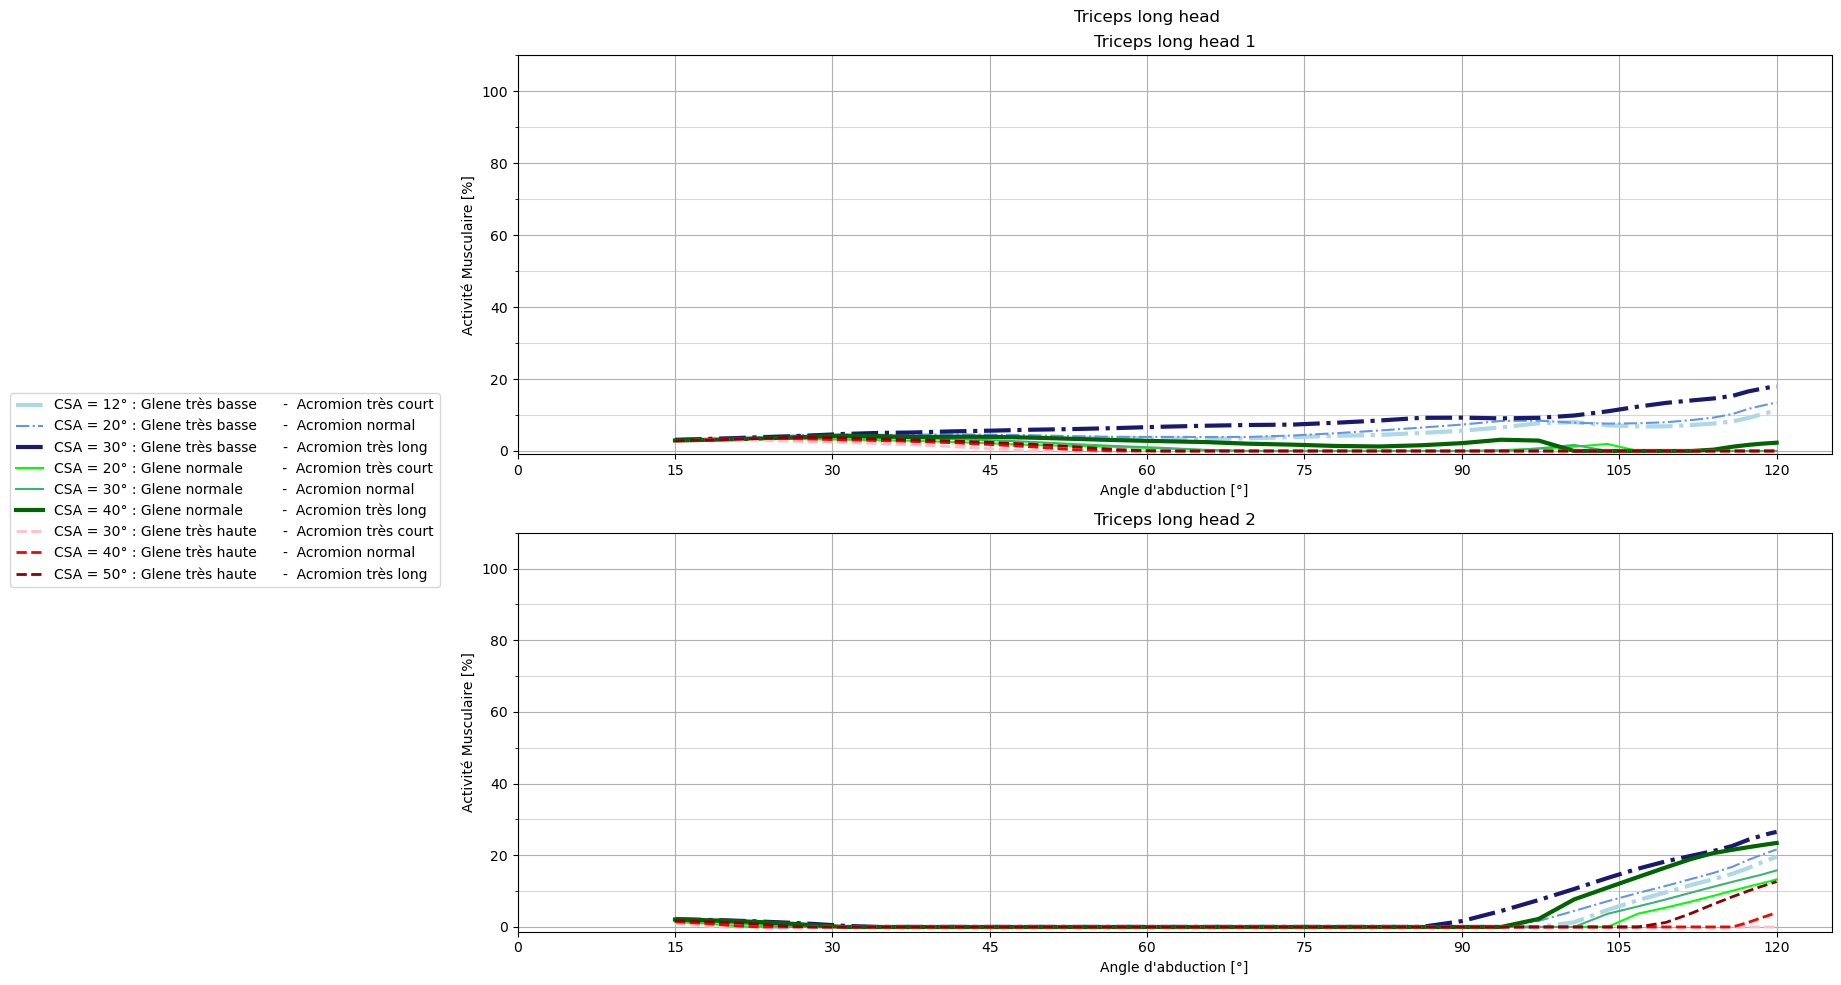 Triceps long head
Triceps long head 1
100
80
60
40
20
0
Activité Musculaire [%]
0 15 30 45 60 75 90 105 120
Angle d'abduction [°]
CSA = 12° : Glene très basse - Acromion très court
CSA = 20° : Glene très basse - Acromion normal
CSA = 30° : Glene très basse - Acromion très long
CSA = 20° : Glene normale - Acromion très court
CSA = 30° : Glene normale - Acromion normal
CSA = 40° : Glene normale - Acromion très long
CSA = 30° : Glene très haute - Acromion très court
CSA = 40° : Glene très haute - Acromion normal
CSA = 50° : Glene très haute - Acromion très long
Triceps long head 2
100
80
60
40
20
0
Activité Musculaire [%]
0 15 30 45 60 75 90 105 120
Angle d'abduction [°]